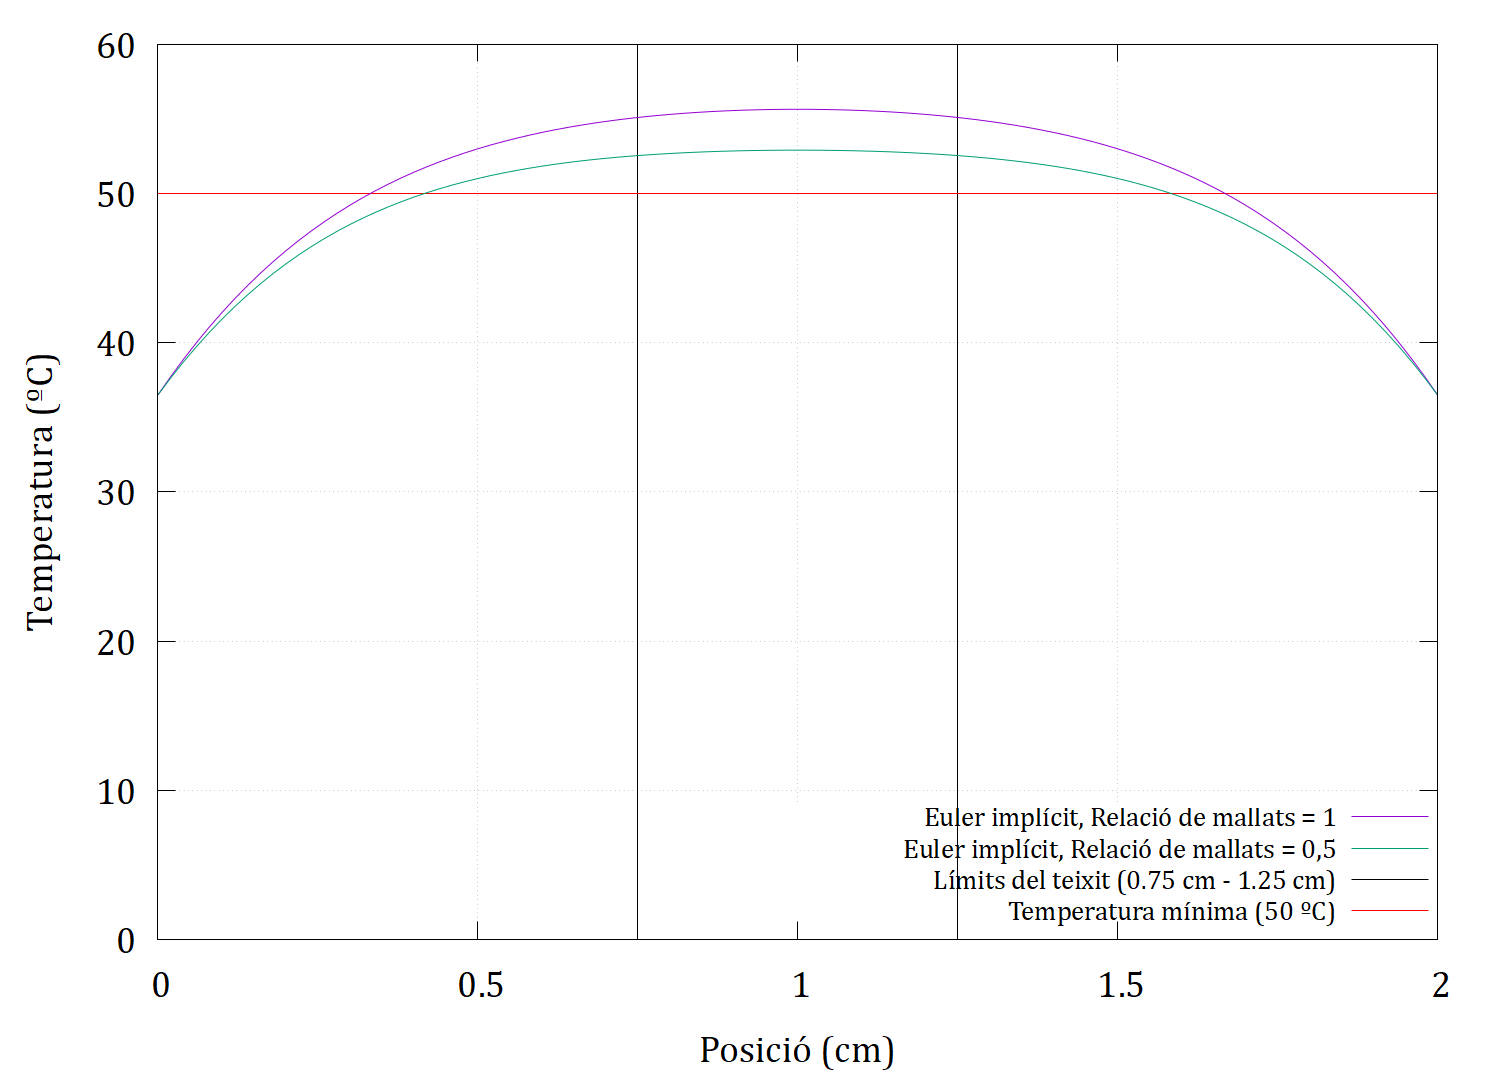 60
50
40
30
20
10
0
Temperatura (ºC)
Euler implícit, Relació de mallats = 1
Euler implícit, Relació de mallats = 0,5
Límits del teixit (0.75 cm - 1.25 cm)
Temperatura mínima (50 ºC)
0 0.5 1 1.5 2
Posició (cm)